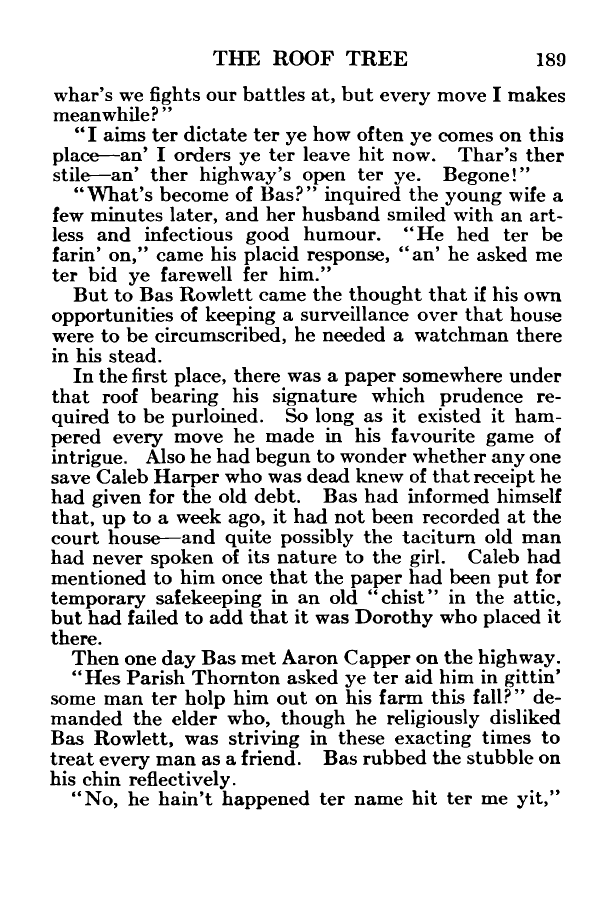 THE ROOF TREE 189
whar's we fights our battles at, but every move I makes
meanwhile?"
"I aims ter dictate ter ye how often ye comes on this
place—an' I orders ye ter leave hit now. Thar's ther
stile—an' ther highway's open ter ye. Begone!"
"What's become of Bas?" inquired the young wife a
few minutes later, and her husband smiled with an art-
less and infectious good humour. "He hed ter be
farin' on," came his placid response, "an' he asked me
ter bid ye farewell fer him."
But to Bas Rowlett came the thought that if his own
opportunities of keeping a surveillance over that house
were to be circumscribed, he needed a watchman there
in his stead.
In the first place, there was a paper somewhere under
that roof bearing his signature which prudence re-
quired to be purloined. So long as it existed it ham-
pered every move he made in his favourite game of
intrigue. Also he had begun to wonder whether any one
save Caleb Harper who was dead knew of that receipt he
had given for the old debt. Bas had informed himself
that, up to a week ago, it had not been recorded at the
court house—and quite possibly the taciturn old man
had never spoken of its nature to the girl. Caleb had
mentioned to him once that the paper had been put for
temporary safekeeping in an old "chist" in the attic,
but had failed to add that it was Dorothy who placed it
there.
Then one day Bas met Aaron Capper on the highway.
"Hes Parish Thornton asked ye ter aid him in gittin'
some man ter holp him out on his farm this fall?" de-
manded the elder who, though he religiously disliked
Bas Rowlett, was striving in these exacting times to
treat every man as a friend. Bas rubbed the stubble on
his chin reflectively.
"No, he hain't happened ter name hit ter me yit,"